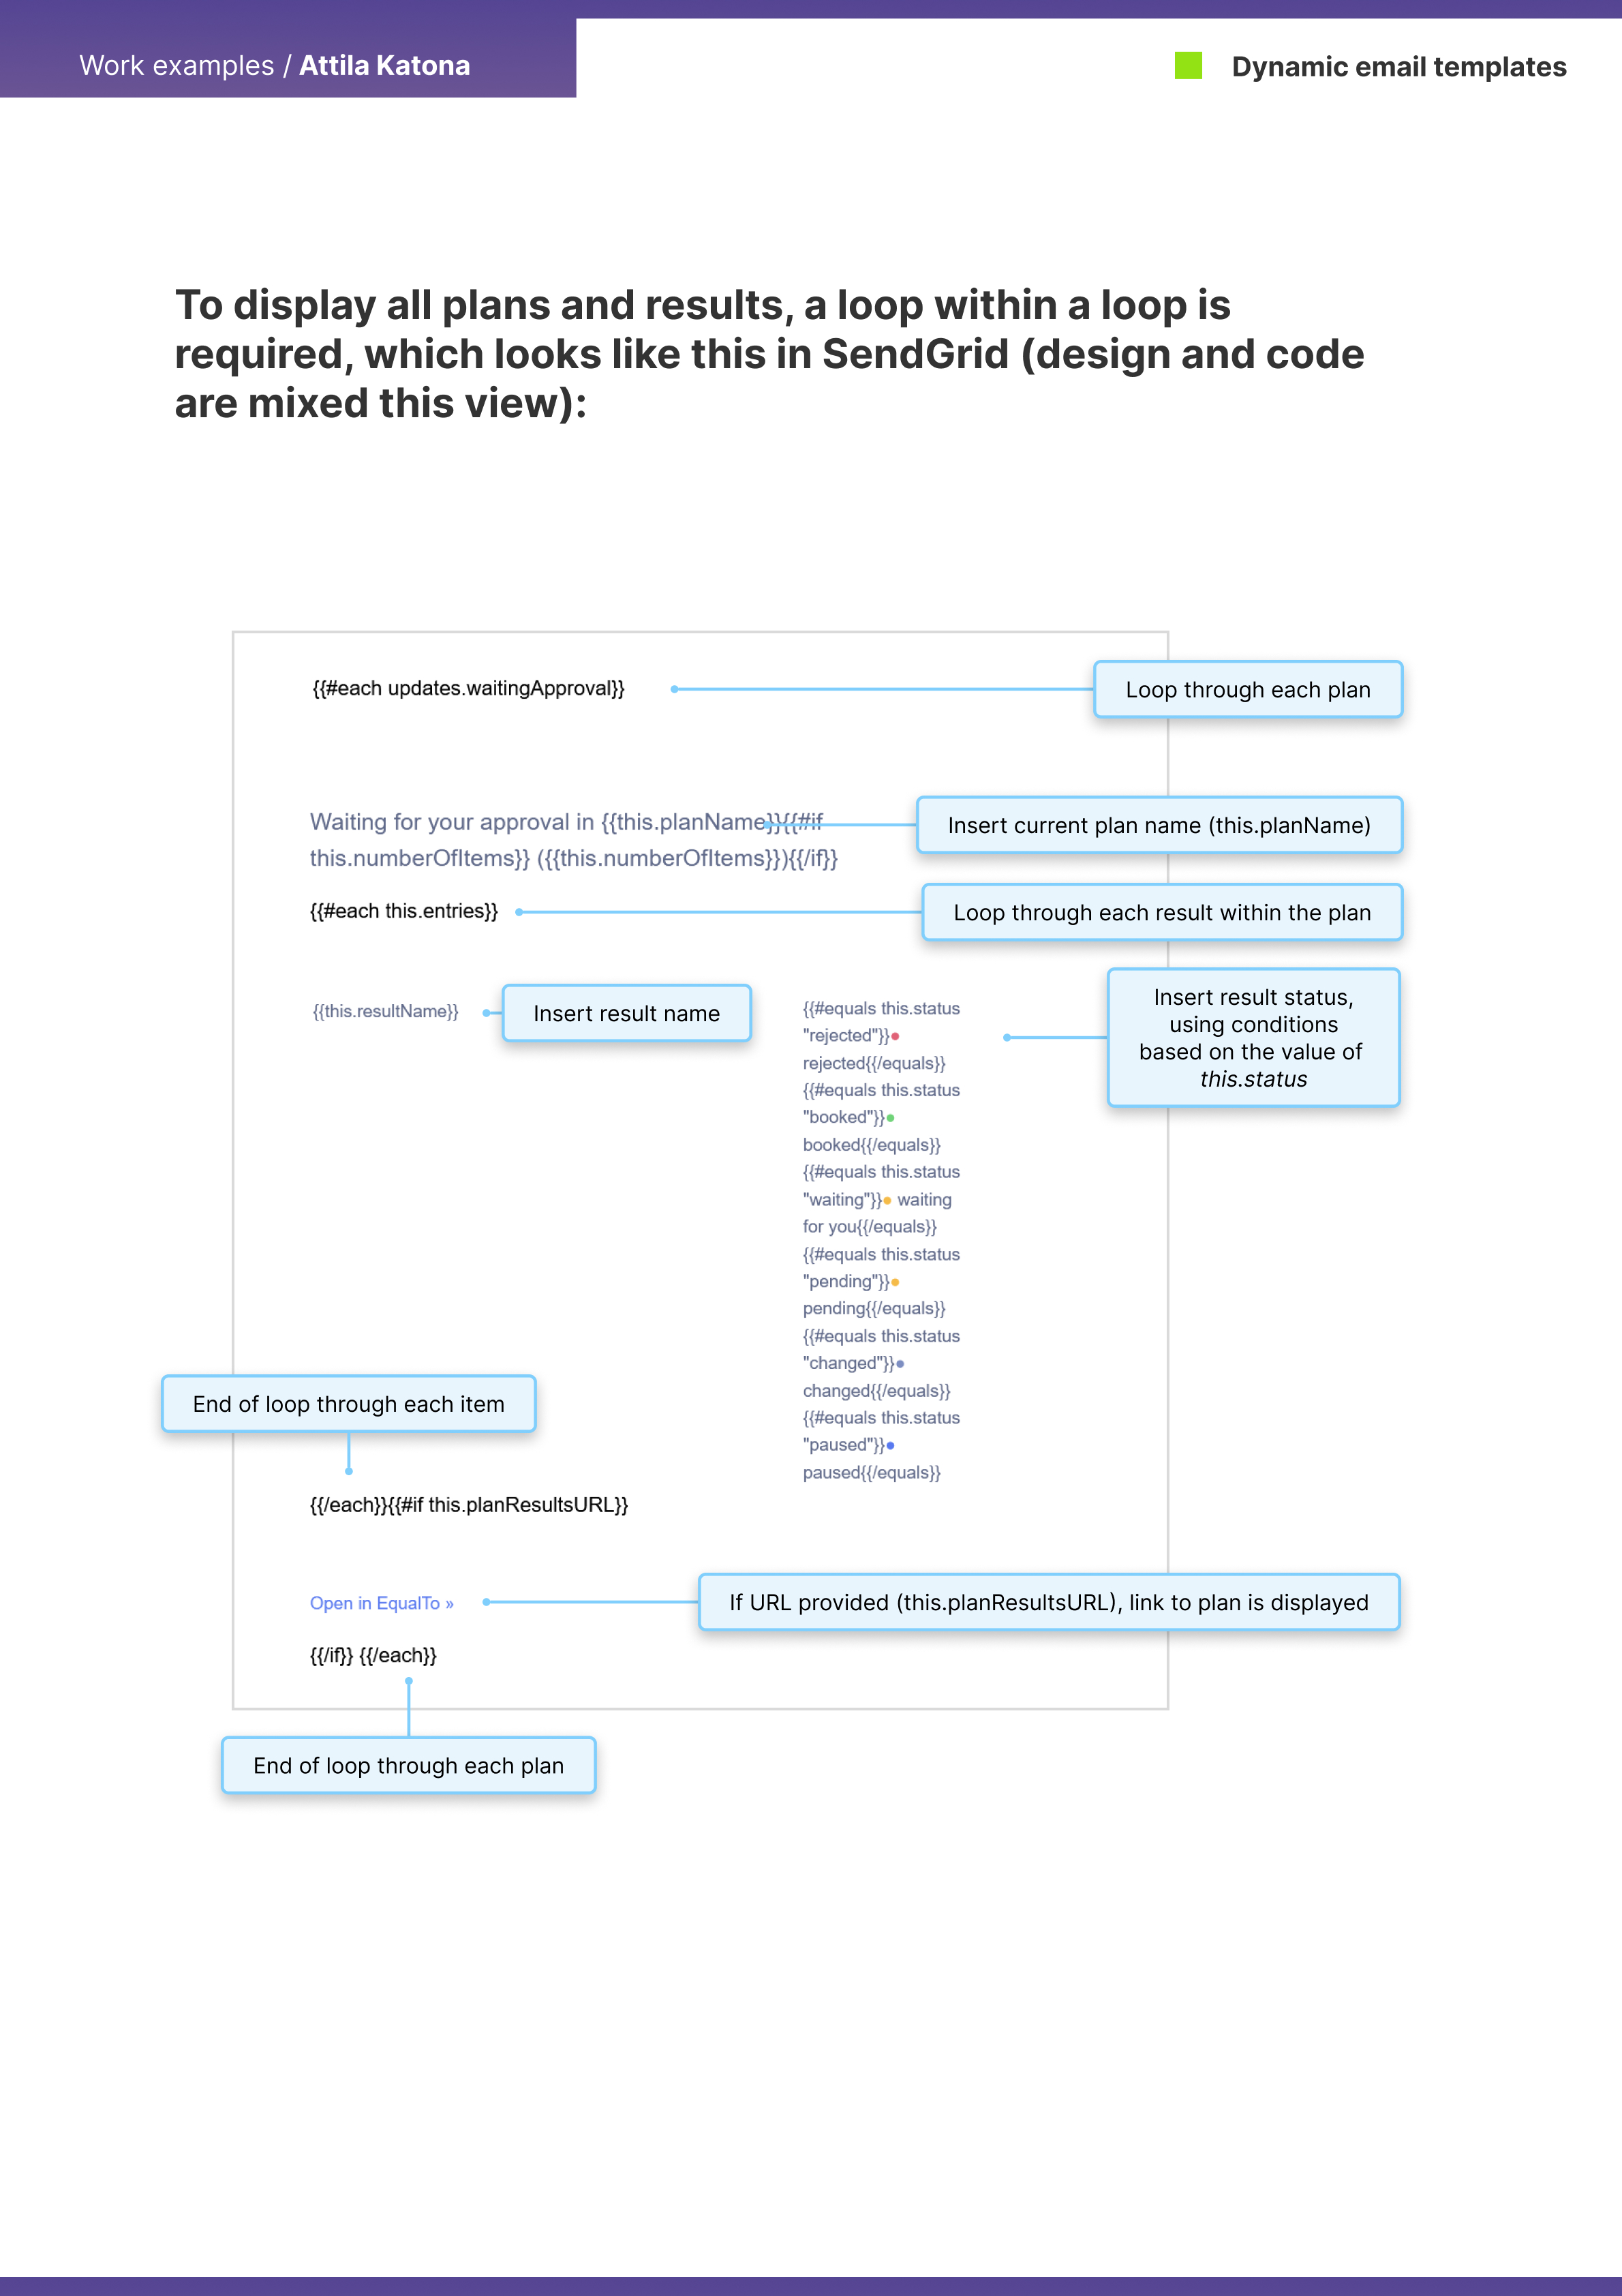 Work examples / Attila Katona
Dynamic email templates
To display all plans and results, a loop within a loop is
required, which looks like this in SendGrid (design and code
are mixed this view):
{{#each updates.waitingApproval}}
Loop through each plan
Waiting for your approval in {{this.planName}}{{#if
this.numberOfItems}} ({{this.numberOfItems}}){{/if}}
Insert current plan name (this.planName)
{{#each this.entries}}
Loop through each result within the plan
{{this.resultName}}
Insert result name
{{#equals this.status
"rejected"}}●
rejected{{/equals}}
{{#equals this.status
"booked"}}●
booked{{/equals}}
{{#equals this.status
"waiting"}}● waiting
for you{{/equals}}
{{#equals this.status
"pending"}}●
pending{{/equals}}
{{#equals this.status
"changed"}}●
changed{{/equals}}
{{#equals this.status
"paused"}}●
paused{{/equals}}
Insert result status,
using conditions
based on the value of
this.status
End of loop through each item
{{/each}}{{#if this.planResultsURL}}
Open in EqualTo »
If URL provided (this.planResultsURL), link to plan is displayed
{{/if}} {{/each}}
End of loop through each plan